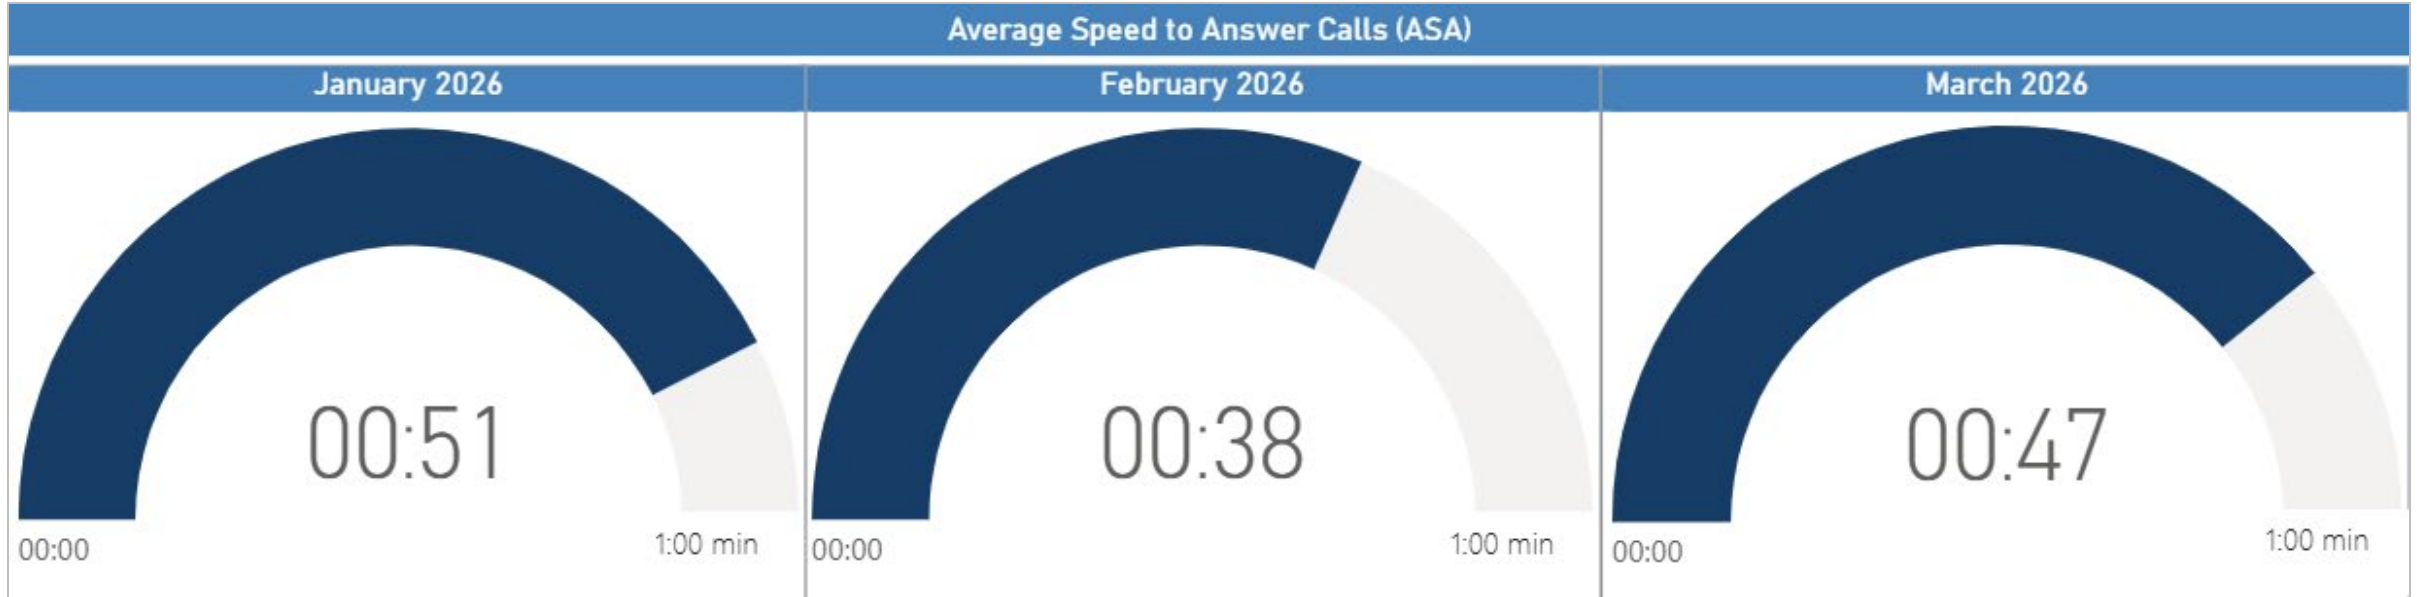 Average Speed to Answer Calls (ASA)
January 2026
February 2026
March 2026
00:51
00:00
1:00 min
00:38
00:00
1:00 min
00:47
00:00
1:00 min